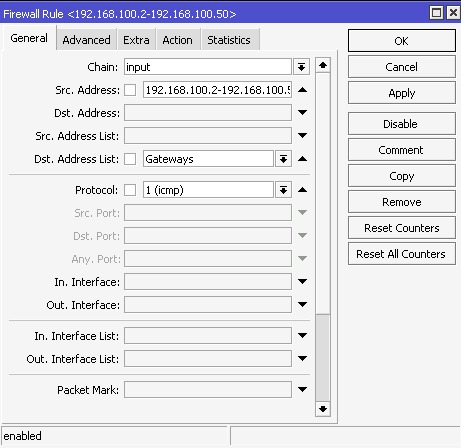 Firewall Rule <192.168.100.2-192.168.100.50>
General Advanced Extra Action Statistics
Chain: input
Src. Address: 192.168.100.2-192.168.100.5
Dst. Address:
Src. Address List:
Dst. Address List: Gateways
Protocol: 1 (icmp)
Src. Port:
Dst. Port:
Any. Port:
In. Interface:
Out. Interface:
In. Interface List:
Out. Interface List:
Packet Mark:
OK
Cancel
Apply
Disable
Comment
Copy
Remove
Reset Counters
Reset All Counters
enabled